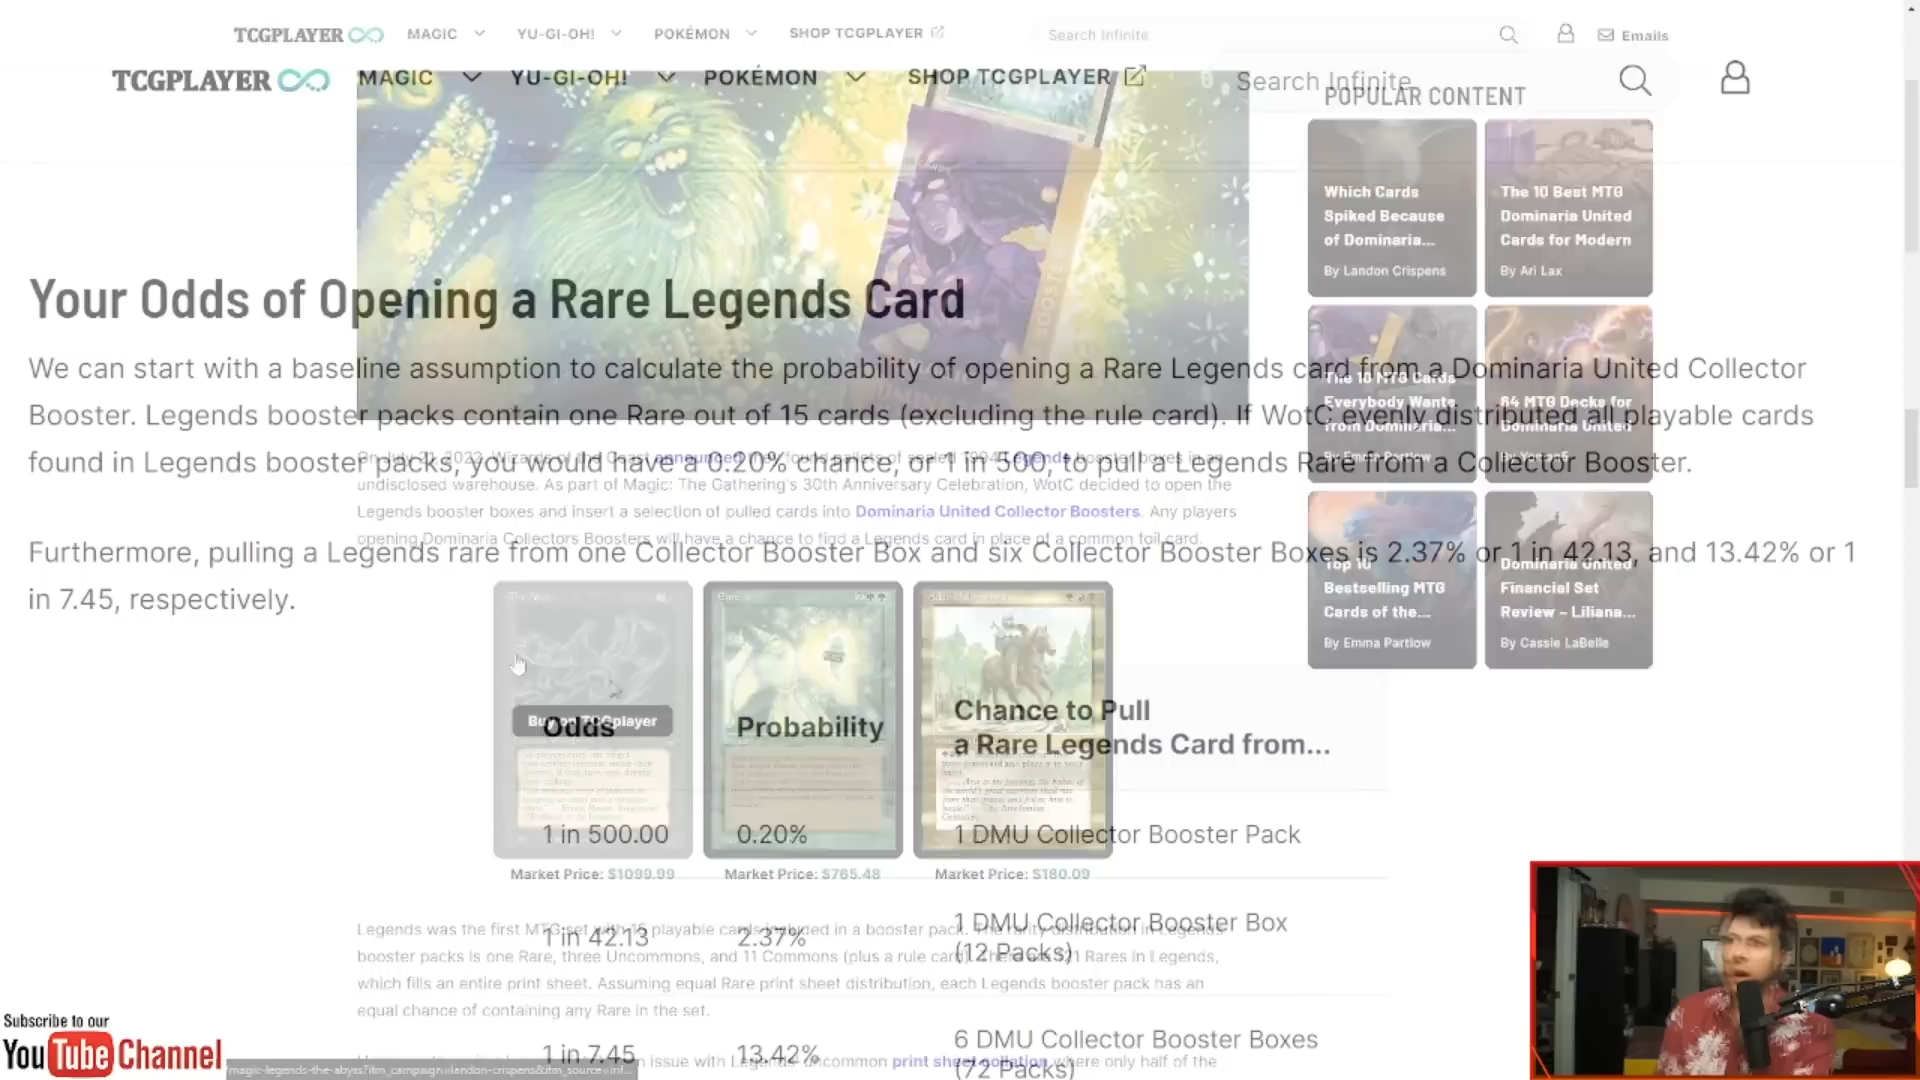 TCGPLAYER MAGIC YU-GI-OH! POKÉMON SHOP TCGPLAYER Search Infinite Emails
TCGPLAYER MAGIC YU-GI-OH! POKÉMON SHOP TCGPLAYER Search Infinite
POPULAR CONTENT
Which Cards
Spiked Because
of Dominaria...
By Landon Crispens
The 10 Best MTG
Dominaria United
Cards for Modern
By Ari Lax
Your Odds of Opening a Rare Legends Card
We can start with a baseline assumption to calculate the probability of opening a Rare Legends card from a Dominaria United Collector
Booster. Legends booster packs contain one Rare out of 15 cards (excluding the rule card). If WotC evenly distributed all playable cards
found in Legends booster packs, you would have a 0.20% chance, or 1 in 500, to pull a Legends Rare from a Collector Booster.
The 10 MTG Cards
Everybody Wants
from Dominaria...
By Emma Partlow
64 MTG Decks for
Dominaria United
undisclosed warehouse. As part of Magic: The Gathering's 30th Anniversary Celebration, WotC decided to open the
Legends booster boxes and insert a selection of pulled cards into Dominaria United Collector Boosters. Any players
opening Dominaria Collectors Boosters will have a chance to find a Legends card in place of a common foil card.
Furthermore, pulling a Legends rare from one Collector Booster Box and six Collector Booster Boxes is 2.37% or 1 in 42.13, and 13.42% or 1
in 7.45, respectively.
Top 10
Bestselling MTG
Cards of the...
By Emma Partlow
Dominaria United
Financial Set
Review – Liliana...
By Cassie LaBelle
Buy on TCGplayer
Odds Probability Chance to Pull
a Rare Legends Card from...
1 in 500.00 0.20% 1 DMU Collector Booster Pack
Market Price: $1099.99 Market Price: $765.48 Market Price: $180.09
1 in 42.13 2.37% 1 DMU Collector Booster Box
(12 Packs)
Legends was the first MTG set with 15 playable cards included in a booster pack. The rarity distribution in Legends
booster packs is one Rare, three Uncommons, and 11 Commons (plus a rule card). There are 121 Rares in Legends,
which fills an entire print sheet. Assuming equal Rare print sheet distribution, each Legends booster pack has an
equal chance of containing any Rare in the set.
1 in 7.45 13.42% 6 DMU Collector Booster Boxes
(72 Packs)
issue with Legends uncommon print sheet collation where only half of the
Subscribe to our
YouTube Channel